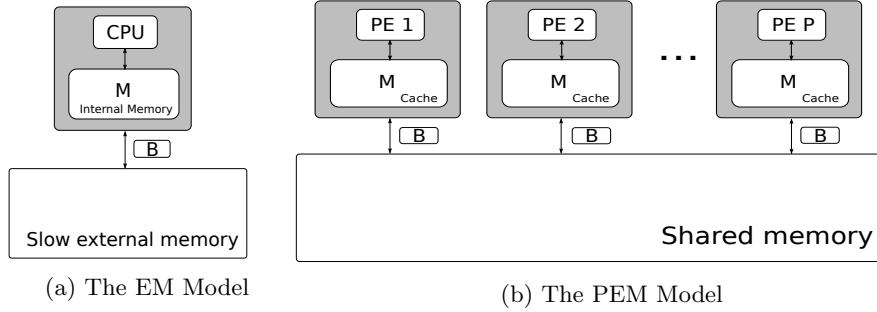 CPU
M
Internal Memory
B
Slow external memory
(a) The EM Model
PE 1
M
Cache
B
PE 2
M
Cache
B
...
PE P
M
Cache
B
Shared memory
(b) The PEM Model